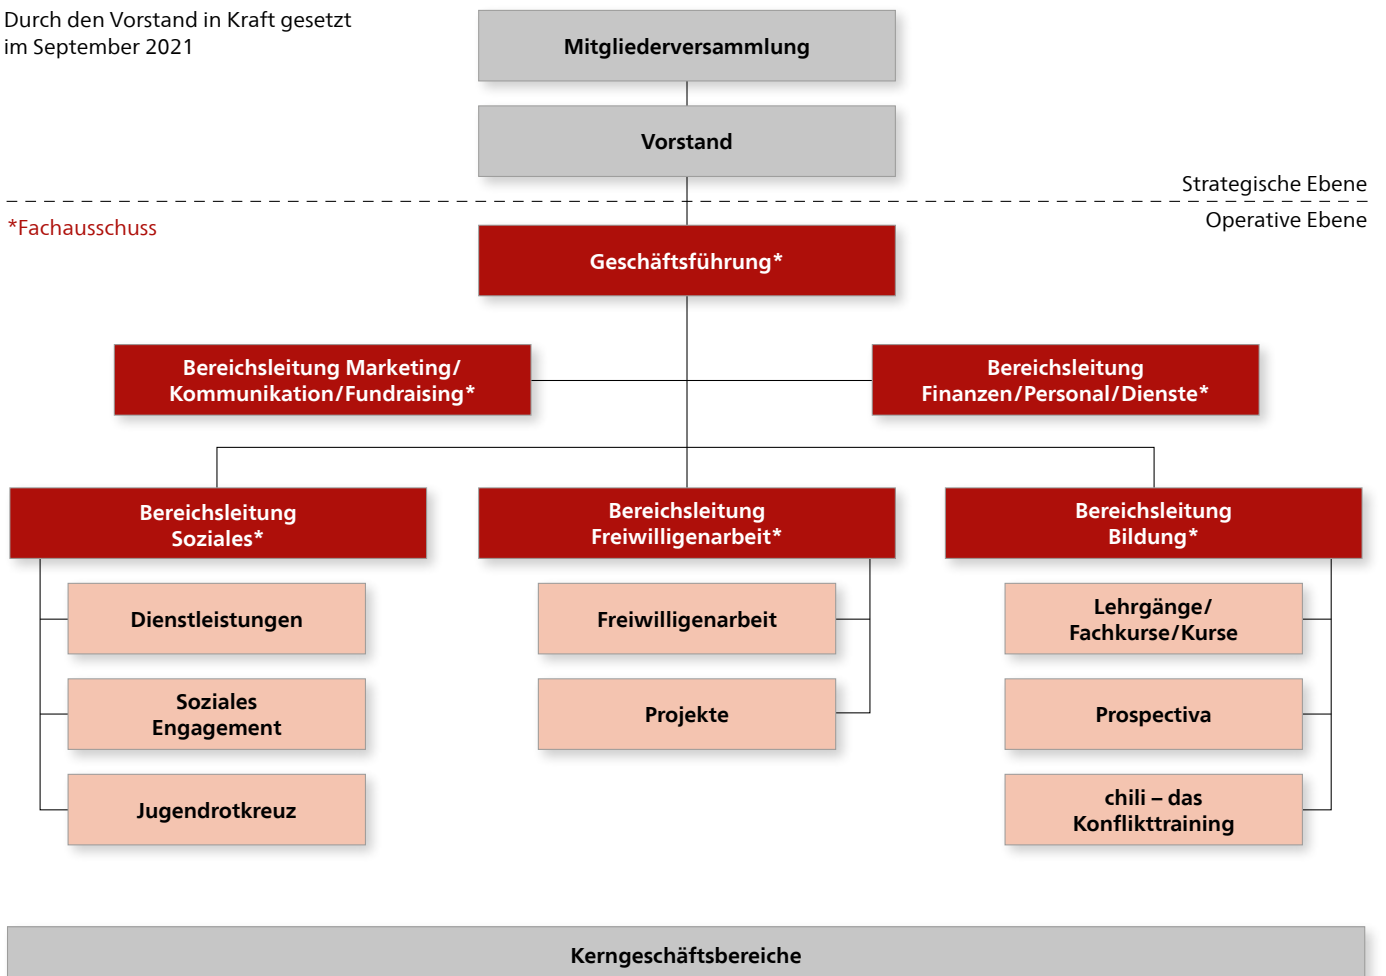 Durch den Vorstand in Kraft gesetzt
im September 2021
Mitgliederversammlung
Vorstand
Strategische Ebene
*Fachausschuss
Operative Ebene
Geschäftsführung*
Bereichsleitung Marketing/
Kommunikation/Fundraising*
Bereichsleitung
Finanzen/Personal/Dienste*
Bereichsleitung
Soziales*
Bereichsleitung
Freiwilligenarbeit*
Bereichsleitung
Bildung*
Dienstleistungen
Freiwilligenarbeit
Lehrgänge/
Fachkurse/Kurse
Soziales
Engagement
Projekte
Prospectiva
Jugendrotkreuz
chili – das
Konflikttraining
Kerngeschäftsbereiche